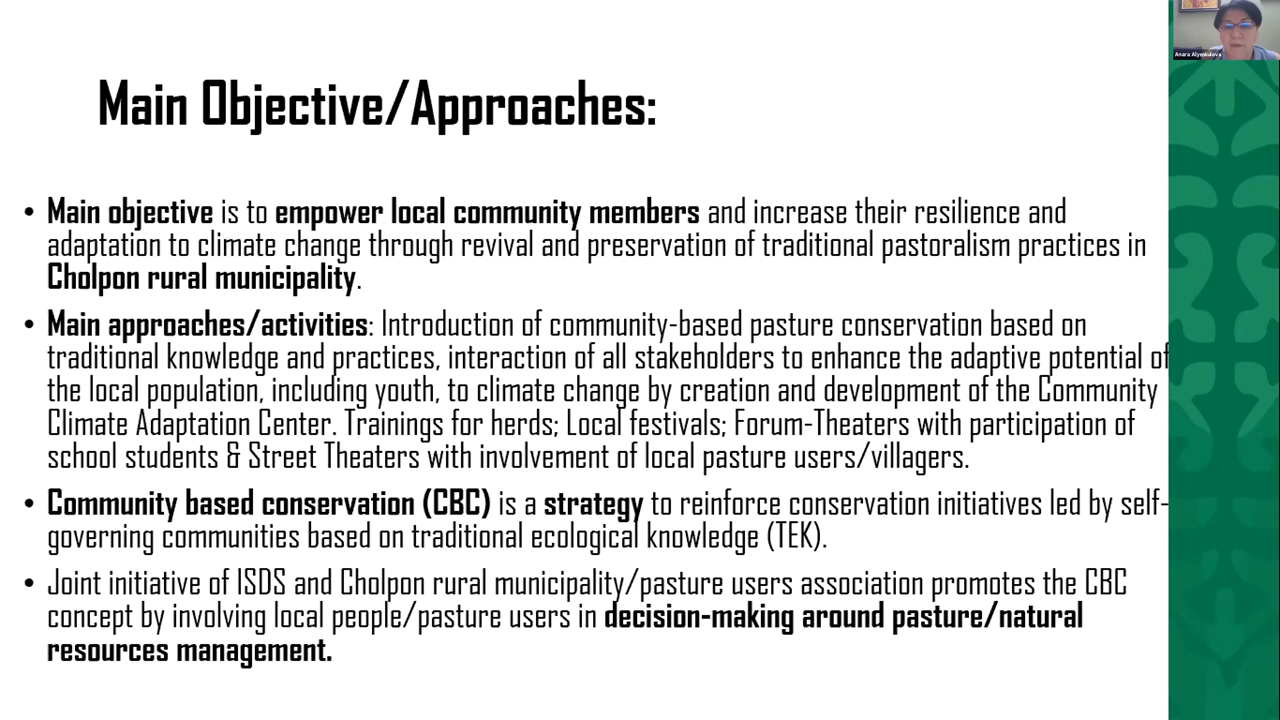 Main Objective/Approaches:
• Main objective is to empower local community members and increase their resilience and
adaptation to climate change through revival and preservation of traditional pastoralism practices in
Cholpon rural municipality.
• Main approaches/activities: Introduction of community-based pasture conservation based on
traditional knowledge and practices, interaction of all stakeholders to enhance the adaptive potential of
the local population, including youth, to climate change by creation and development of the Community
Climate Adaptation Center. Trainings for herds; Local festivals; Forum-Theaters with participation of
school students & Street Theaters with involvement of local pasture users/villagers.
• Community based conservation (CBC) is a strategy to reinforce conservation initiatives led by self-
governing communities based on traditional ecological knowledge (TEK).
• Joint initiative of ISDS and Cholpon rural municipality/pasture users association promotes the CBC
concept by involving local people/pasture users in decision-making around pasture/natural
resources management.
Anara Alymkulova